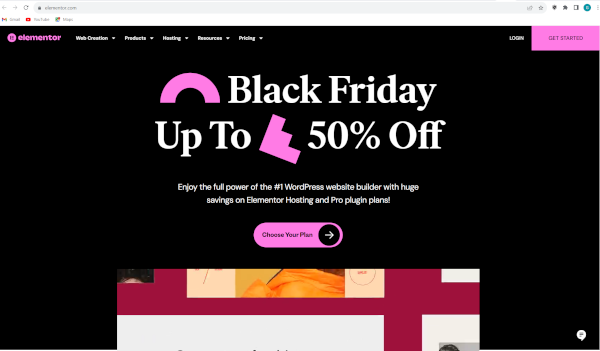 elementor.com
Gmail YouTube Maps
elementor Web Creation Products Hosting Resources Pricing LOGIN GET STARTED
Black Friday
Up To 50% Off
Enjoy the full power of the #1 WordPress website builder with huge
savings on Elementor Hosting and Pro plugin plans!
Choose Your Plan